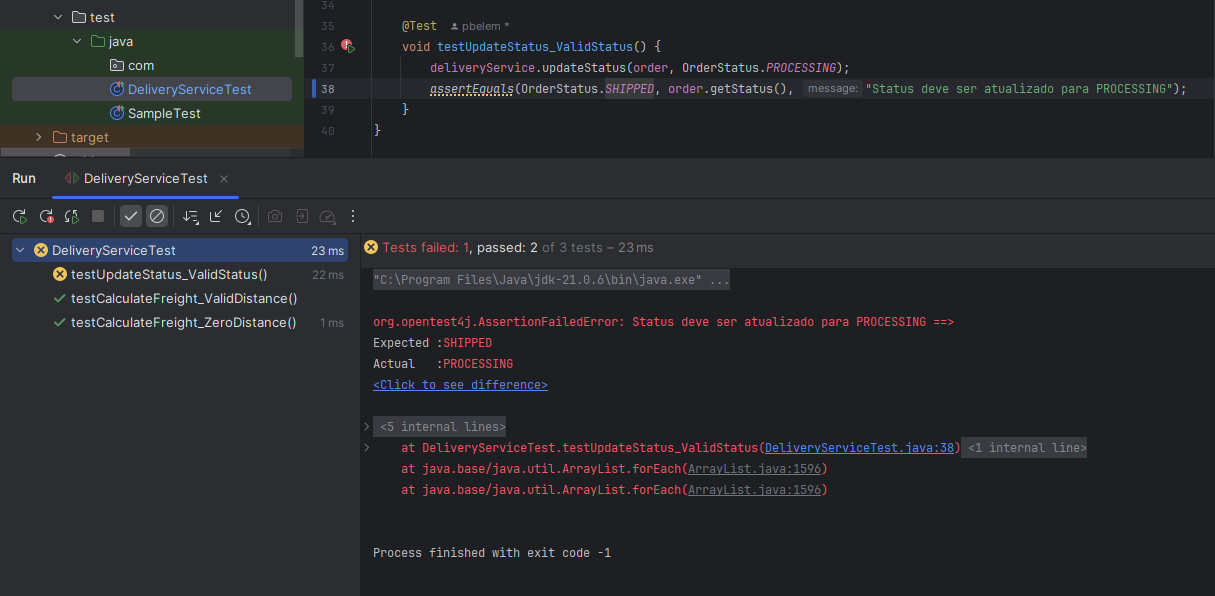 test
java
com
DeliveryServiceTest
SampleTest
target
34
35 @Test pbelem *
36 void testUpdateStatus_ValidStatus() {
37 deliveryService.updateStatus(order, OrderStatus.PROCESSING);
38 assertEquals(OrderStatus.SHIPPED, order.getStatus(), message: "Status deve ser atualizado para PROCESSING");
39 }
40 }
Run DeliveryServiceTest
DeliveryServiceTest 23 ms
testUpdateStatus_ValidStatus() 22 ms
testCalculateFreight_ValidDistance()
testCalculateFreight_ZeroDistance() 1 ms
Tests failed: 1, passed: 2 of 3 tests – 23 ms
"C:\Program Files\Java\jdk-21.0.6\bin\java.exe" ...
org.opentest4j.AssertionFailedError: Status deve ser atualizado para PROCESSING ==>
Expected :SHIPPED
Actual :PROCESSING
<Click to see difference>
<5 internal lines>
at DeliveryServiceTest.testUpdateStatus_ValidStatus(DeliveryServiceTest.java:38) <1 internal line>
at java.base/java.util.ArrayList.forEach(ArrayList.java:1596)
at java.base/java.util.ArrayList.forEach(ArrayList.java:1596)
Process finished with exit code -1